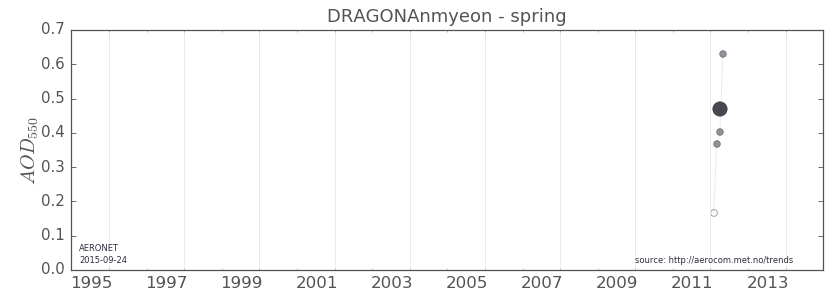 DRAGONAnmyeon - spring
0.7
0.6
0.5
0.4
0.3
0.2
0.1
0.0
AOD550
AERONET
2015-09-24
source: http://aerocom.met.no/trends
1995 1997 1999 2001 2003 2005 2007 2009 2011 2013